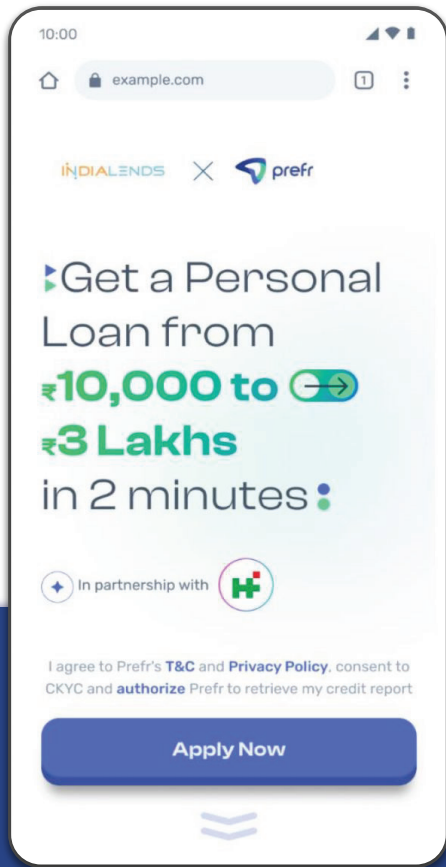 10:00
example.com
1
INDIALENDS
prefr
Get a Personal
Loan from
₹10,000 to
₹3 Lakhs
in 2 minutes
In partnership with
I agree to Prefr's T&C and Privacy Policy, consent to
CKYC and authorize Prefr to retrieve my credit report
Apply Now